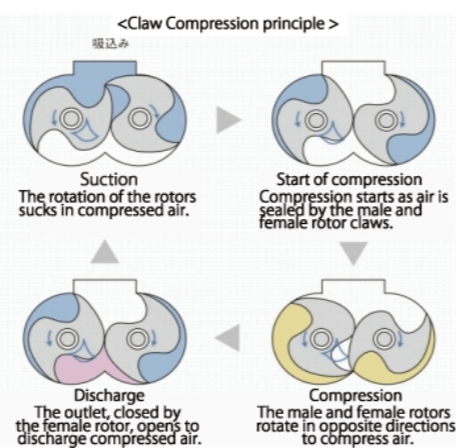 <Claw Compression principle >
吸込み
Suction
The rotation of the rotors
sucks in compressed air.
Start of compression
Compression starts as air is
sealed by the male and
female rotor claws.
Discharge
The outlet, closed by
the female rotor, opens to
discharge compressed air.
Compression
The male and female rotors
rotate in opposite directions
to compress air.